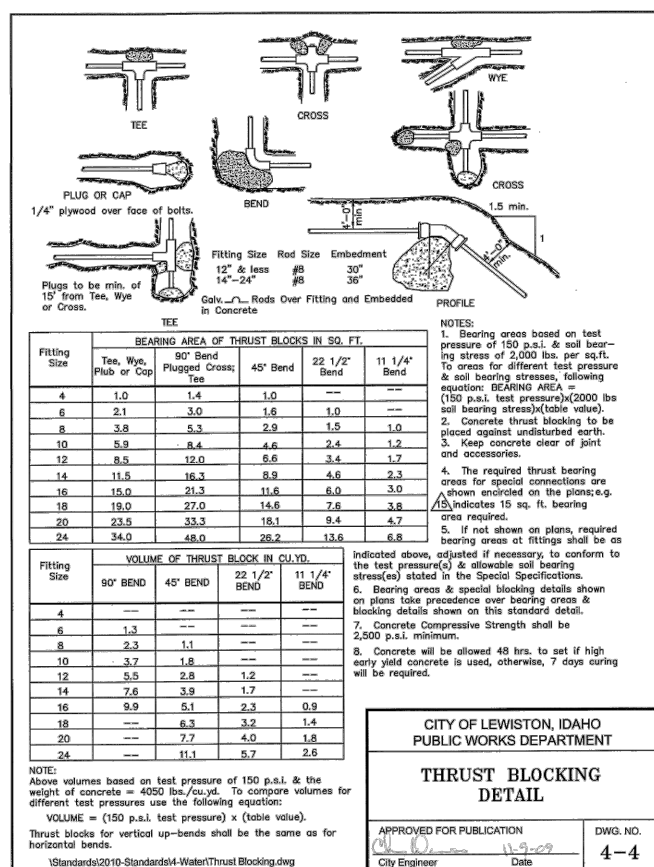 TEE
CROSS
WYE
PLUG OR CAP
1/4" plywood over face of bolts.
BEND
CROSS
4'-0"
min
1.5 min.
1
4'-0"
min.
Plugs to be min. of
15' from Tee, Wye
or Cross.
TEE
Fitting Size Rod Size Embedment
12" & less #8 30"
14"-24" #8 36"
Galv. Rods Over Fitting and Embedded
in Concrete
PROFILE
BEARING AREA OF THRUST BLOCKS IN SQ. FT.
Fitting Size | Tee, Wye, Plub or Cap | 90° Bend Plugged Cross; Tee | 45° Bend | 22 1/2° Bend | 11 1/4° Bend
4 1.0 1.4 1.0 -- --
6 2.1 3.0 1.6 1.0 --
8 3.8 5.3 2.9 1.5 1.0
10 5.9 8.4 4.6 2.4 1.2
12 8.5 12.0 6.6 3.4 1.7
14 11.5 16.3 8.9 4.6 2.3
16 15.0 21.3 11.6 6.0 3.0
18 19.0 27.0 14.6 7.6 3.8
20 23.5 33.3 18.1 9.4 4.7
24 34.0 48.0 26.2 13.6 6.8
NOTES:
1. Bearing areas based on test
pressure of 150 p.s.i. & soil bear-
ing stress of 2,000 lbs. per sq.ft.
To areas for different test pressure
& soil bearing stresses, following
equation: BEARING AREA =
(150 p.s.i. test pressure)x(2000 lbs
soil bearing stress)x(table value).
2. Concrete thrust blocking to be
placed against undisturbed earth.
3. Keep concrete clear of joint
and accessories.
4. The required thrust bearing
areas for special connections are
shown encircled on the plans; e.g.
15 indicates 15 sq. ft. bearing
area required.
5. If not shown on plans, required
bearing areas at fittings shall be as
indicated above, adjusted if necessary, to conform to
the test pressure(s) & allowable soil bearing
stress(es) stated in the Special Specifications.
6. Bearing areas & special blocking details shown
on plans take precedence over bearing areas &
blocking details shown on this standard detail.
7. Concrete Compressive Strength shall be
2,500 p.s.i. minimum.
8. Concrete will be allowed 48 hrs. to set if high
early yield concrete is used, otherwise, 7 days curing
will be required.
VOLUME OF THRUST BLOCK IN CU.YD.
Fitting Size | 90° BEND | 45° BEND | 22 1/2° BEND | 11 1/4° BEND
4 -- -- -- --
6 1.3 -- -- --
8 2.3 1.1 -- --
10 3.7 1.8 -- --
12 5.5 2.8 1.2 --
14 7.6 3.9 1.7 --
16 9.9 5.1 2.3 0.9
18 -- 6.3 3.2 1.4
20 -- 7.7 4.0 1.8
24 -- 11.1 5.7 2.6
NOTE:
Above volumes based on test pressure of 150 p.s.i. & the
weight of concrete = 4050 lbs./cu.yd. To compare volumes for
different test pressures use the following equation:
VOLUME = (150 p.s.i. test pressure) x (table value).
Thrust blocks for vertical up-bends shall be the same as for
horizontal bends.
\Standards\2010-Standards\4-Water\Thrust Blocking.dwg
CITY OF LEWISTON, IDAHO
PUBLIC WORKS DEPARTMENT
THRUST BLOCKING
DETAIL
APPROVED FOR PUBLICATION
11-9-09
City Engineer Date
DWG. NO.
4-4